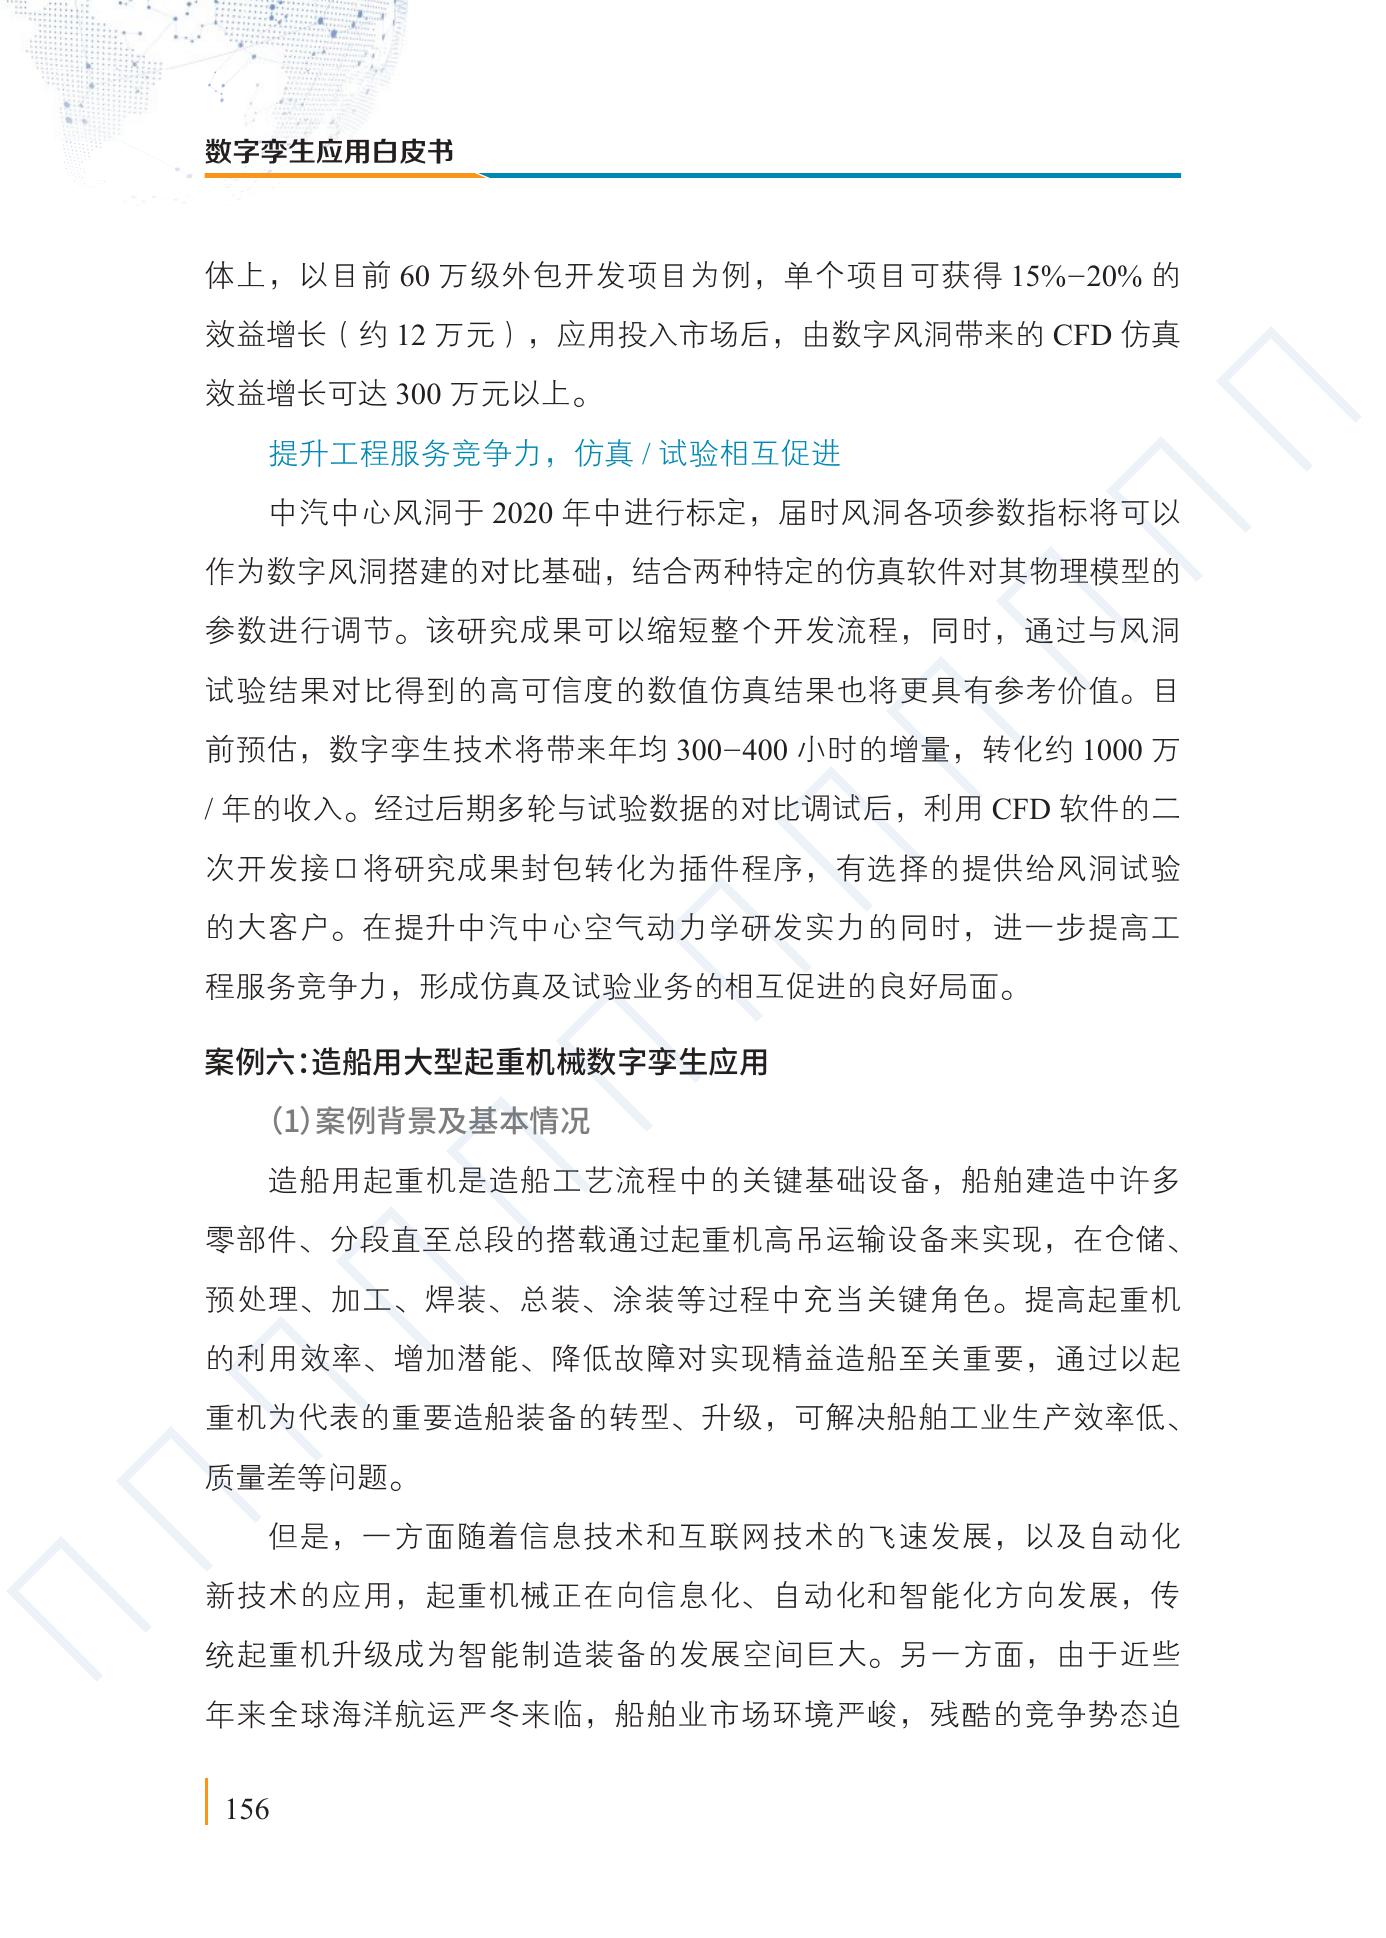 数字孪生应用白皮书
体上，以目前 60 万级外包开发项目为例，单个项目可获得 15%–20% 的
效益增长（约 12 万元），应用投入市场后，由数字风洞带来的 CFD 仿真
效益增长可达 300 万元以上。
提升工程服务竞争力，仿真 / 试验相互促进
中汽中心风洞于 2020 年中进行标定，届时风洞各项参数指标将可以
作为数字风洞搭建的对比基础，结合两种特定的仿真软件对其物理模型的
参数进行调节。该研究成果可以缩短整个开发流程，同时，通过与风洞
试验结果对比得到的高可信度的数值仿真结果也将更具有参考价值。目
前预估，数字孪生技术将带来年均 300–400 小时的增量，转化约 1000 万
/ 年的收入。经过后期多轮与试验数据的对比调试后，利用 CFD 软件的二
次开发接口将研究成果封包转化为插件程序，有选择的提供给风洞试验
的大客户。在提升中汽中心空气动力学研发实力的同时，进一步提高工
程服务竞争力，形成仿真及试验业务的相互促进的良好局面。
案例六：造船用大型起重机械数字孪生应用
（1）案例背景及基本情况
造船用起重机是造船工艺流程中的关键基础设备，船舶建造中许多
零部件、分段直至总段的搭载通过起重机高吊运输设备来实现，在仓储、
预处理、加工、焊装、总装、涂装等过程中充当关键角色。提高起重机
的利用效率、增加潜能、降低故障对实现精益造船至关重要，通过以起
重机为代表的重要造船装备的转型、升级，可解决船舶工业生产效率低、
质量差等问题。
但是，一方面随着信息技术和互联网技术的飞速发展，以及自动化
新技术的应用，起重机械正在向信息化、自动化和智能化方向发展，传
统起重机升级成为智能制造装备的发展空间巨大。另一方面，由于近些
年来全球海洋航运严冬来临，船舶业市场环境严峻，残酷的竞争势态迫
156